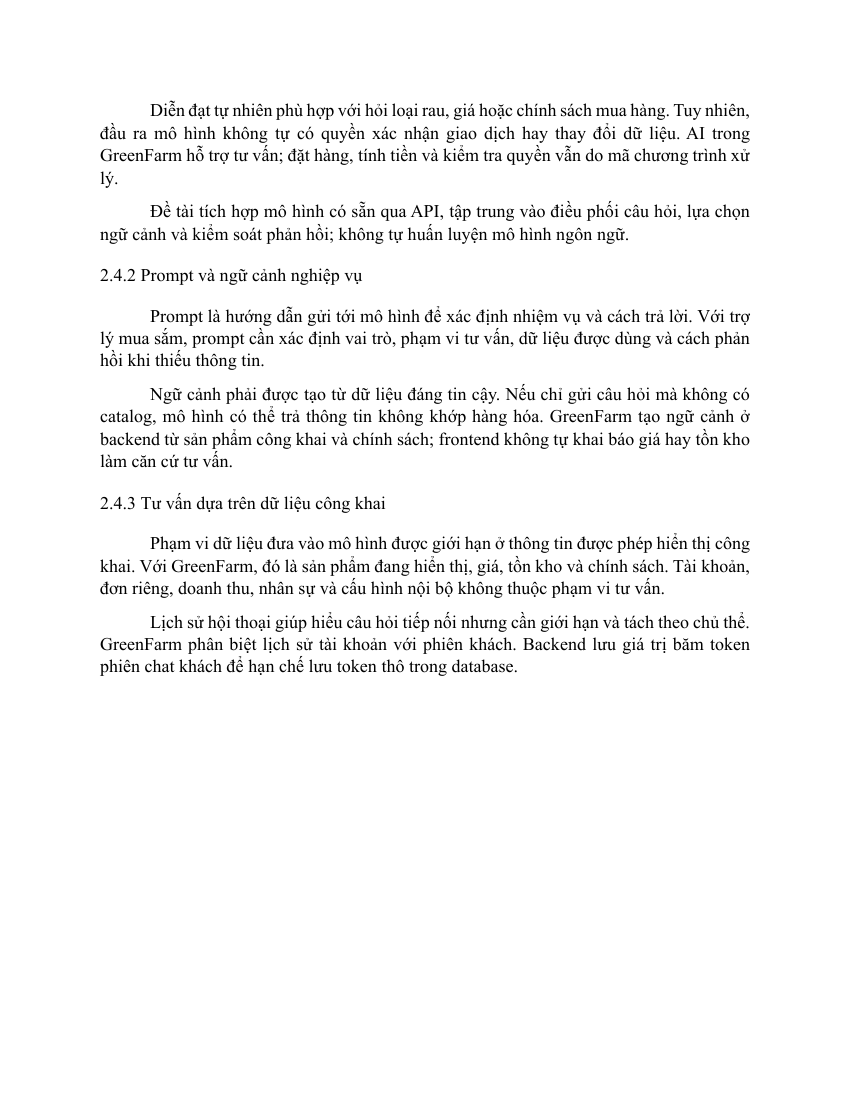 Diễn đạt tự nhiên phù hợp với hỏi loại rau, giá hoặc chính sách mua hàng. Tuy nhiên,
đầu ra mô hình không tự có quyền xác nhận giao dịch hay thay đổi dữ liệu. AI trong
GreenFarm hỗ trợ tư vấn; đặt hàng, tính tiền và kiểm tra quyền vẫn do mã chương trình xử
lý.
Đề tài tích hợp mô hình có sẵn qua API, tập trung vào điều phối câu hỏi, lựa chọn
ngữ cảnh và kiểm soát phản hồi; không tự huấn luyện mô hình ngôn ngữ.
2.4.2 Prompt và ngữ cảnh nghiệp vụ
Prompt là hướng dẫn gửi tới mô hình để xác định nhiệm vụ và cách trả lời. Với trợ
lý mua sắm, prompt cần xác định vai trò, phạm vi tư vấn, dữ liệu được dùng và cách phản
hồi khi thiếu thông tin.
Ngữ cảnh phải được tạo từ dữ liệu đáng tin cậy. Nếu chỉ gửi câu hỏi mà không có
catalog, mô hình có thể trả thông tin không khớp hàng hóa. GreenFarm tạo ngữ cảnh ở
backend từ sản phẩm công khai và chính sách; frontend không tự khai báo giá hay tồn kho
làm căn cứ tư vấn.
2.4.3 Tư vấn dựa trên dữ liệu công khai
Phạm vi dữ liệu đưa vào mô hình được giới hạn ở thông tin được phép hiển thị công
khai. Với GreenFarm, đó là sản phẩm đang hiển thị, giá, tồn kho và chính sách. Tài khoản,
đơn riêng, doanh thu, nhân sự và cấu hình nội bộ không thuộc phạm vi tư vấn.
Lịch sử hội thoại giúp hiểu câu hỏi tiếp nối nhưng cần giới hạn và tách theo chủ thể.
GreenFarm phân biệt lịch sử tài khoản với phiên khách. Backend lưu giá trị băm token
phiên chat khách để hạn chế lưu token thô trong database.